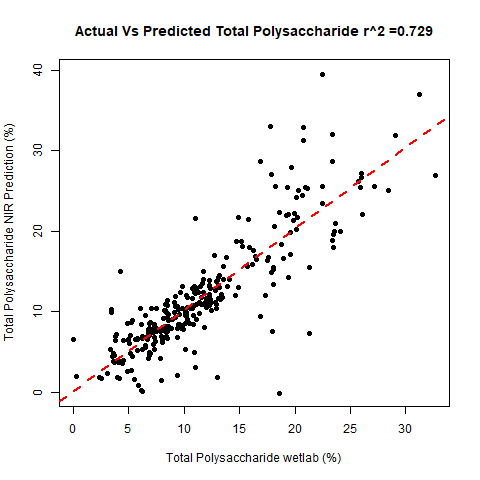 Actual Vs Predicted Total Polysaccharide r^2 =0.729
Total Polysaccharide NIR Prediction (%)
40
30
20
10
0
0 5 10 15 20 25 30
Total Polysaccharide wetlab (%)